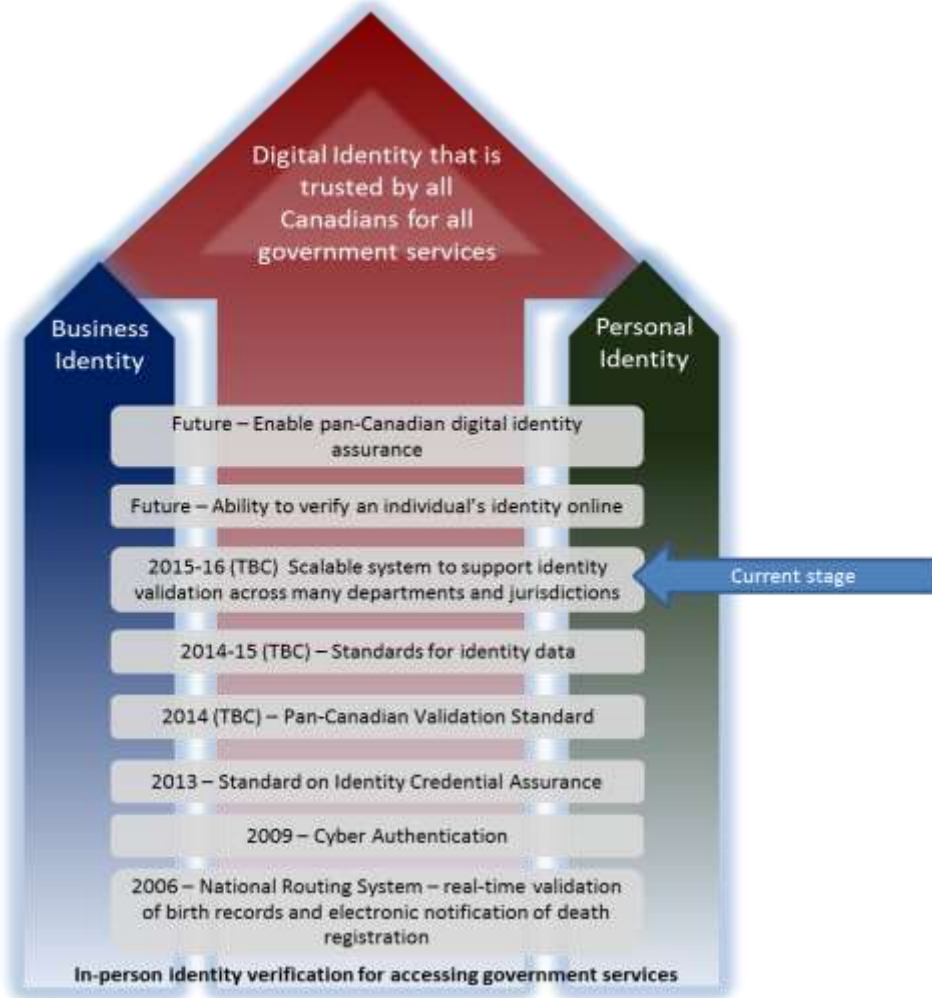 Digital Identity that is
trusted by all
Canadians for all
government services
Business
Identity
Personal
Identity
Future – Enable pan-Canadian digital identity
assurance
Future – Ability to verify an individual's identity online
2015-16 (TBC) Scalable system to support identity
validation across many departments and jurisdictions
Current stage
2014-15 (TBC) – Standards for identity data
2014 (TBC) – Pan-Canadian Validation Standard
2013 – Standard on Identity Credential Assurance
2009 – Cyber Authentication
2006 – National Routing System – real-time validation
of birth records and electronic notification of death
registration
In-person identity verification for accessing government services